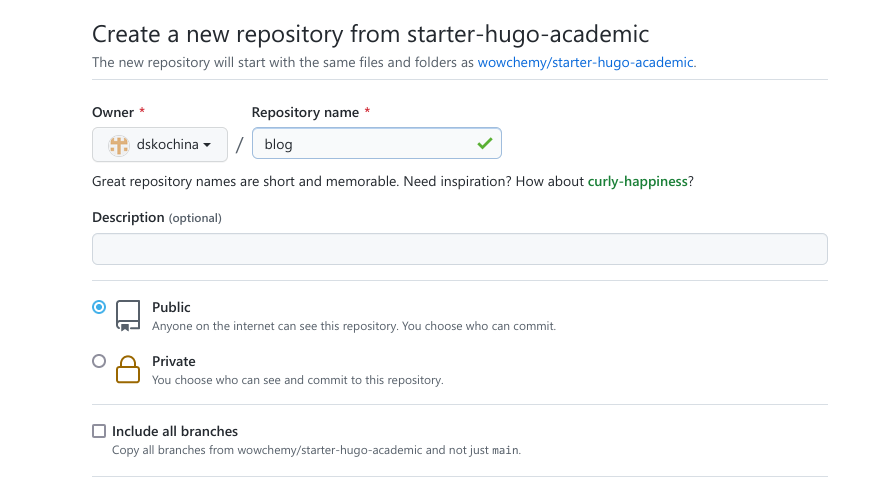 Create a new repository from starter-hugo-academic
The new repository will start with the same files and folders as wowchemy/starter-hugo-academic.
Owner * Repository name *
dskochina / blog
Great repository names are short and memorable. Need inspiration? How about curly-happiness?
Description (optional)
Public
Anyone on the internet can see this repository. You choose who can commit.
Private
You choose who can see and commit to this repository.
Include all branches
Copy all branches from wowchemy/starter-hugo-academic and not just main.